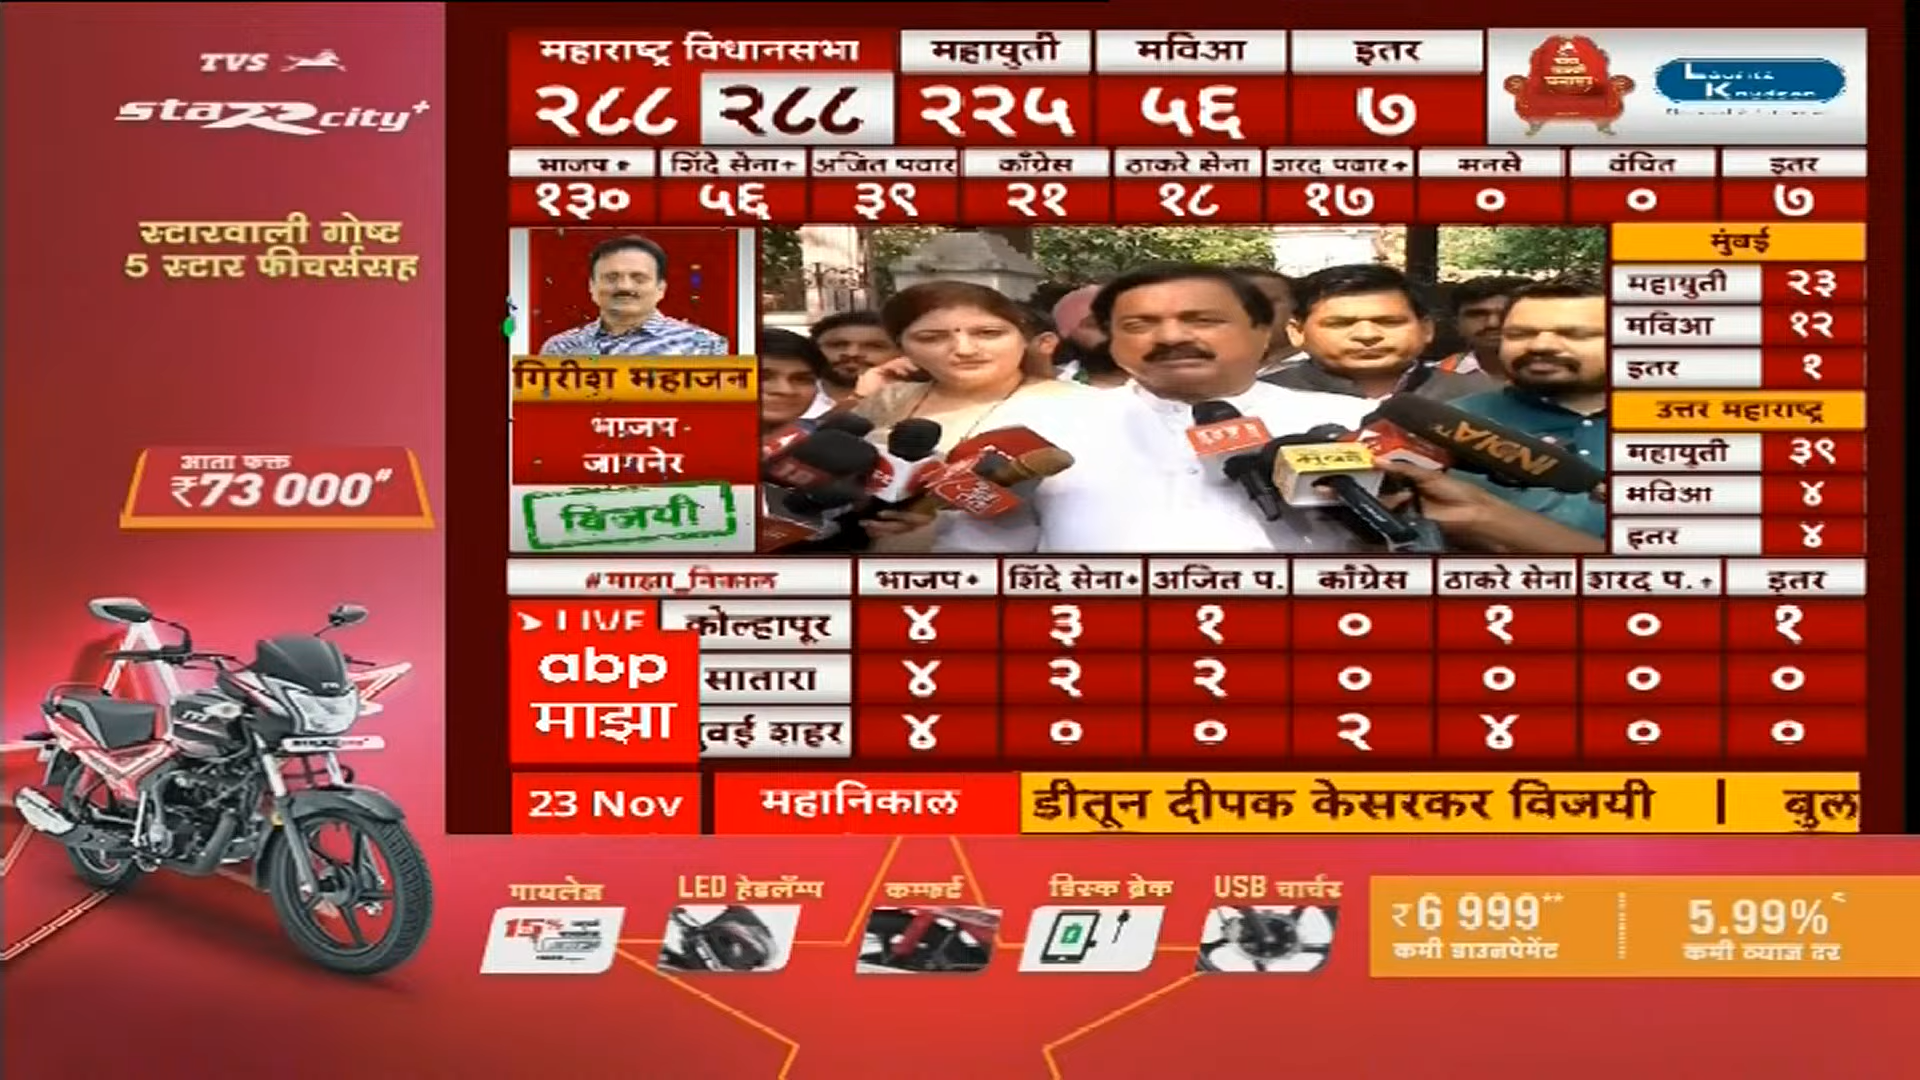 TVS
staR city+
स्टारवाली गोष्ट
5 स्टार फीचर्ससह
आता फक्त
₹73 000#
महाराष्ट्र विधानसभा
२८८ २८८
महायुती मविआ इतर
२२५ ५६ ७
भाजप+ शिंदे सेना+ अजित पवार काँग्रेस ठाकरे सेना शरद पवार+ मनसे वंचित इतर
१३० ५६ ३९ २१ १८ १७ ० ० ७
गिरीश महाजन
भाजप
जामनेर
विजयी
मुंबई
महायुती २३
मविआ १२
इतर १
उत्तर महाराष्ट्र
महायुती ३९
मविआ ४
इतर ४
INDIA
#माझा_निकाल भाजप+ शिंदे सेना+ अजित प. काँग्रेस ठाकरे सेना शरद प.+ इतर
LIVE
कोल्हापूर ४ ३ १ ० १ ० १
सातारा ४ २ २ ० ० ० ०
ुंबई शहर ४ ० ० २ ४ ० ०
abp
माझा
23 Nov
महानिकाल
डीतून दीपक केसरकर विजयी | बुल
मायलेज
15%
LED हेडलॅम्प
कम्फर्ट
डिस्क ब्रेक
USB चार्जर
₹6 999**
कमी डाउनपेमेंट
5.99%<
कमी व्याज दर